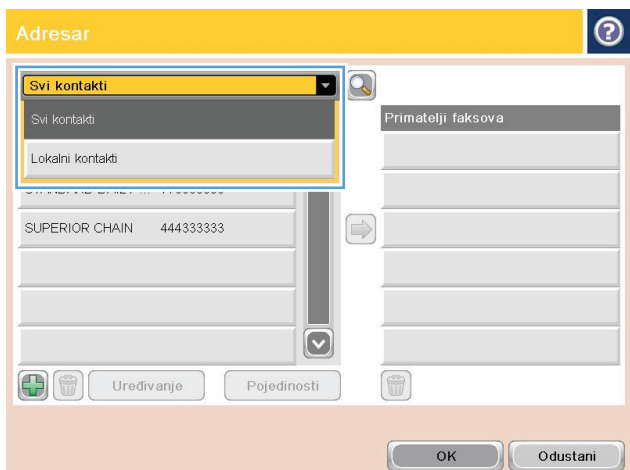 Adresar
?
Svi kontakti
Svi kontakti
Lokalni kontakti
SUPERIOR CHAIN 444333333
Primatelji faksova
Uređivanje
Pojedinosti
OK
Odustani